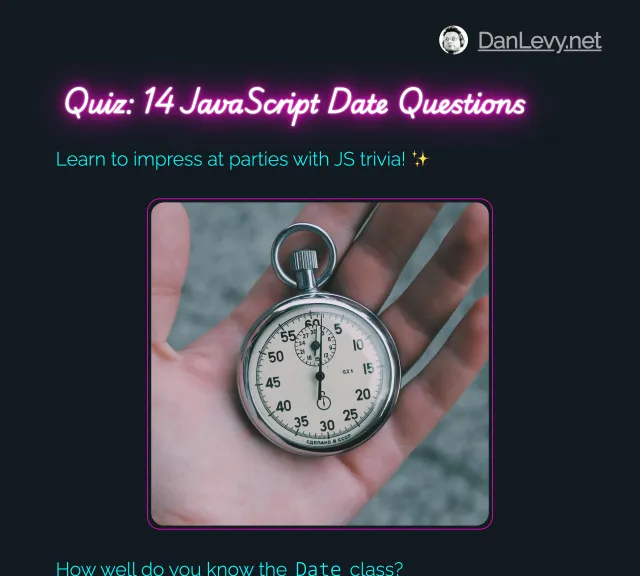 DanLevy.net
Quiz: 14 JavaScript Date Questions
Learn to impress at parties with JS trivia! ✨
60
55 5
50 10
45 15
40 20
35 25
30
0,2 s
СДЕЛАНО В СССР
How well do you know the Date class?